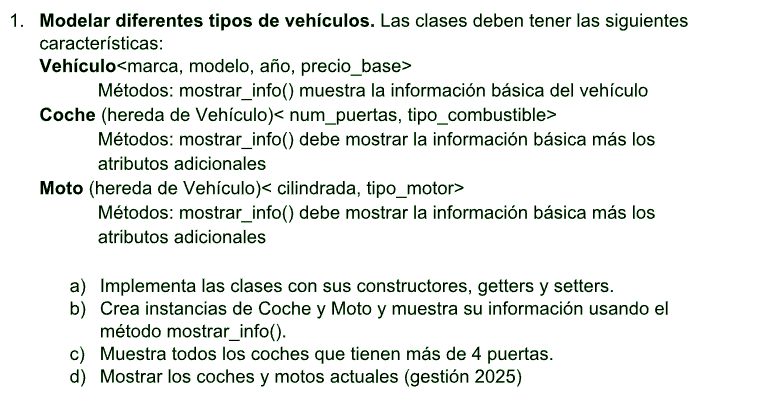 1. Modelar diferentes tipos de vehículos. Las clases deben tener las siguientes
características:
Vehículo<marca, modelo, año, precio_base>
Métodos: mostrar_info() muestra la información básica del vehículo
Coche (hereda de Vehículo)< num_puertas, tipo_combustible>
Métodos: mostrar_info() debe mostrar la información básica más los
atributos adicionales
Moto (hereda de Vehículo)< cilindrada, tipo_motor>
Métodos: mostrar_info() debe mostrar la información básica más los
atributos adicionales
a) Implementa las clases con sus constructores, getters y setters.
b) Crea instancias de Coche y Moto y muestra su información usando el
método mostrar_info().
c) Muestra todos los coches que tienen más de 4 puertas.
d) Mostrar los coches y motos actuales (gestión 2025)